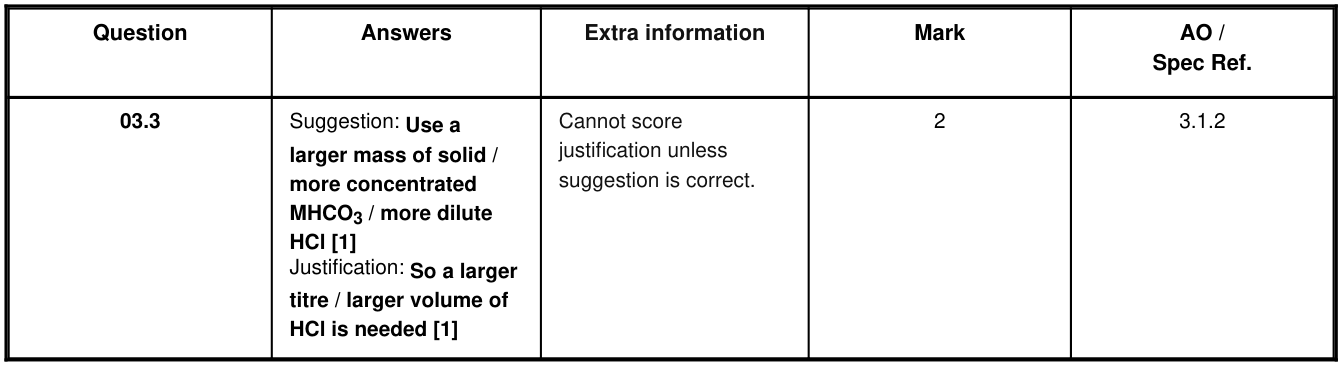 Question Answers Extra information Mark AO /
Spec Ref.
03.3 Suggestion: Use a Cannot score 2 3.1.2
larger mass of solid / justification unless
more concentrated suggestion is correct.
MHCO3 / more dilute
HCl [1]
Justification: So a larger
titre / larger volume of
HCl is needed [1]